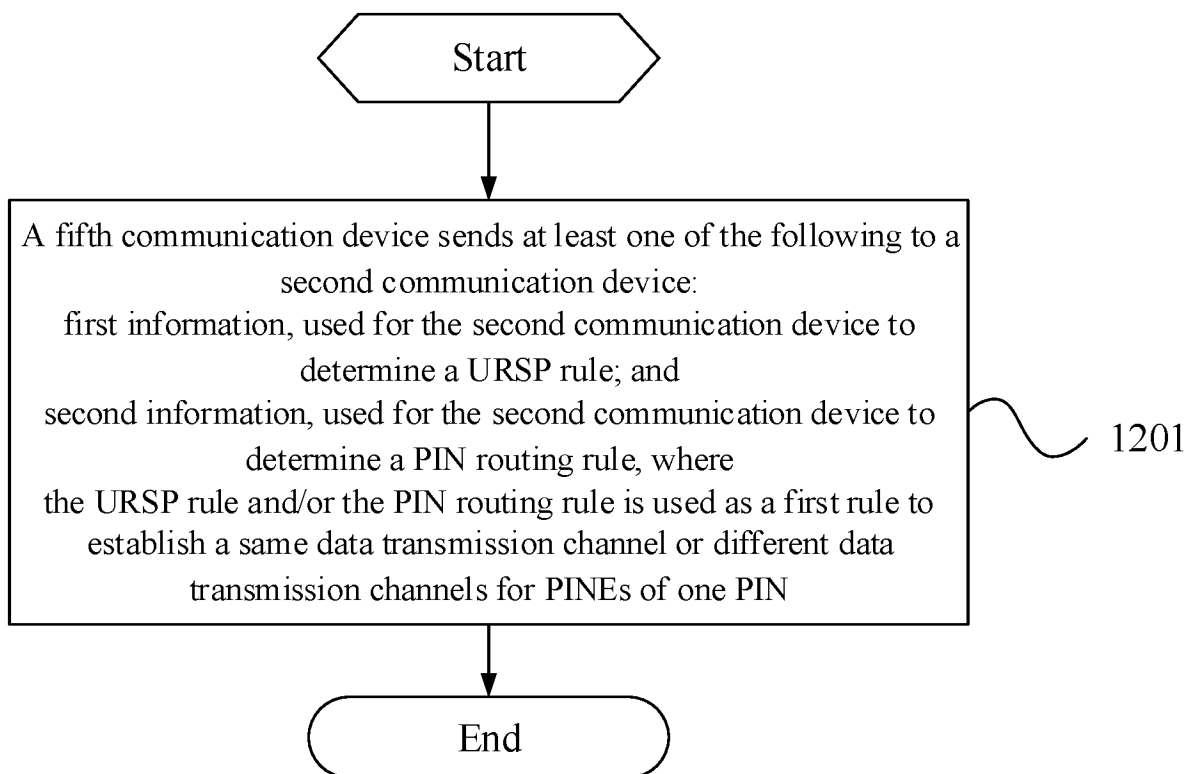 Start
A fifth communication device sends at least one of the following to a
second communication device:
first information, used for the second communication device to
determine a URSP rule; and
second information, used for the second communication device to
determine a PIN routing rule, where
the URSP rule and/or the PIN routing rule is used as a first rule to
establish a same data transmission channel or different data
transmission channels for PINEs of one PIN
1201
End